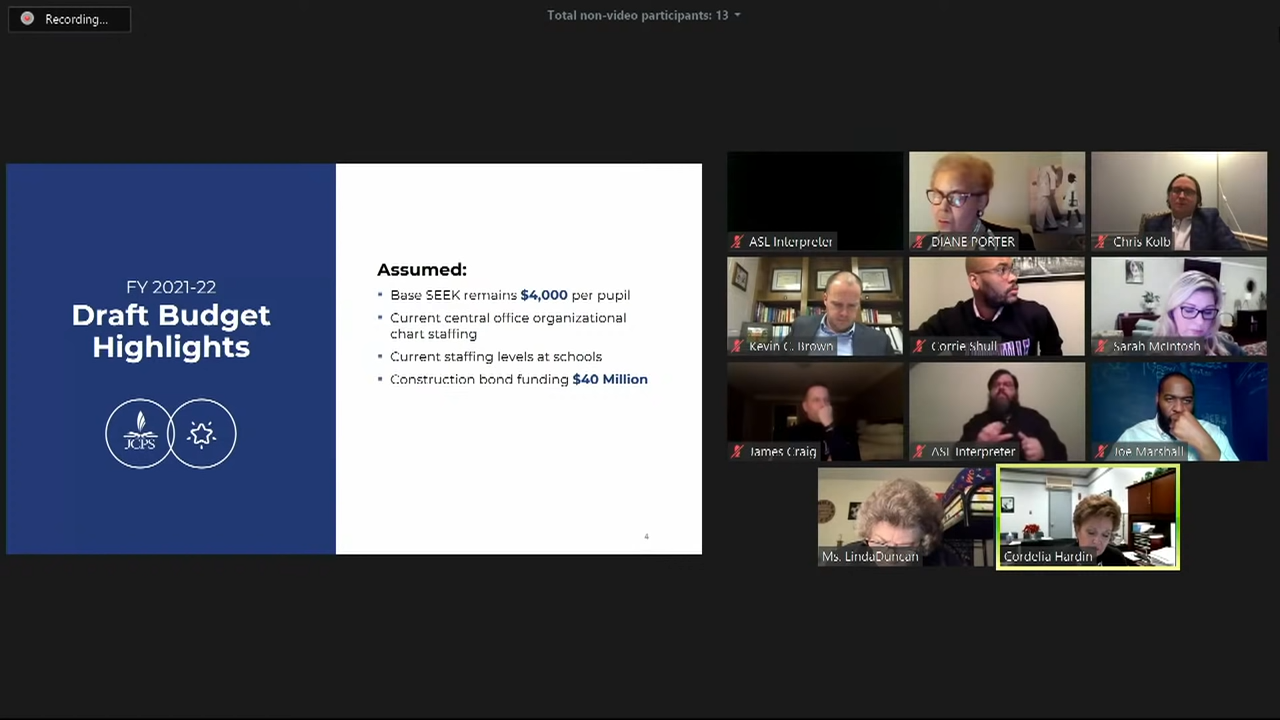 Recording...
Total non-video participants: 13
FY 2021-22
Draft Budget
Highlights
JCPS
Assumed:
Base SEEK remains $4,000 per pupil
Current central office organizational
chart staffing
Current staffing levels at schools
Construction bond funding $40 Million
4
ASL Interpreter
DIANE PORTER
Chris Kolb
Kevin C. Brown
Corrie Shull
Sarah McIntosh
James Craig
ASL Interpreter
Joe Marshall
Ms. LindaDuncan
Cordelia Hardin